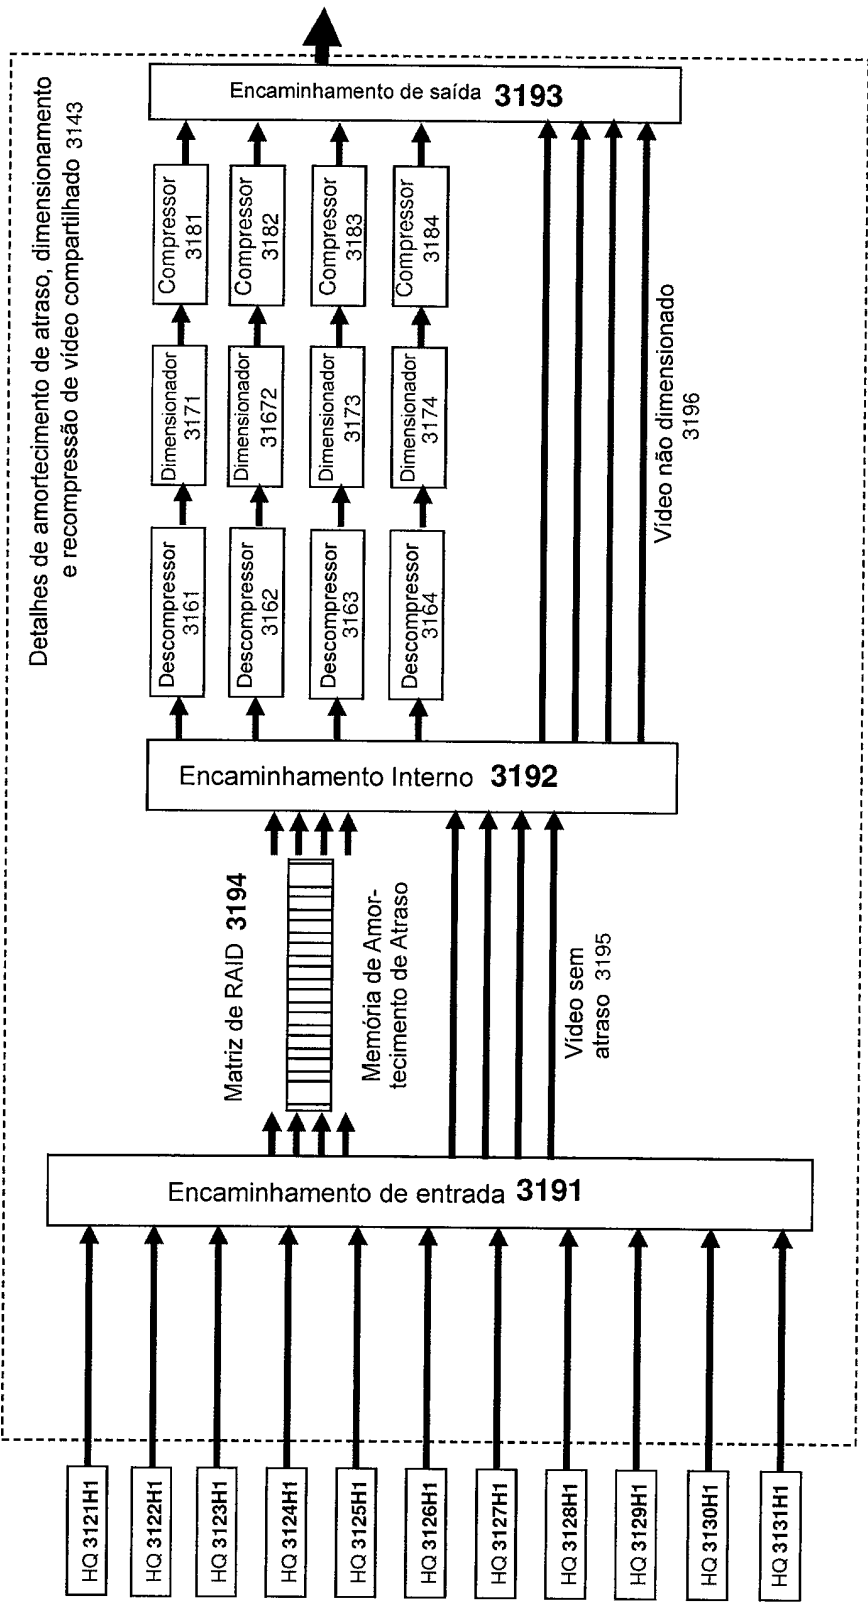 Detalhes de amortecimento de atraso, dimensionamento
e recompressão de vídeo compartilhado 3143
Encaminhamento de saída 3193
Compressor
3181
Compressor
3182
Compressor
3183
Compressor
3184
Dimensionador
3171
Dimensionador
31672
Dimensionador
3173
Dimensionador
3174
Descompressor
3161
Descompressor
3162
Descompressor
3163
Descompressor
3164
Vídeo não dimensionado
3196
Encaminhamento Interno 3192
Matriz de RAID 3194
Memória de Amor-
tecimento de Atraso
Vídeo sem
atraso 3195
Encaminhamento de entrada 3191
HQ 3121H1
HQ 3122H1
HQ 3123H1
HQ 3124H1
HQ 3125H1
HQ 3126H1
HQ 3127H1
HQ 3128H1
HQ 3129H1
HQ 3130H1
HQ 3131H1